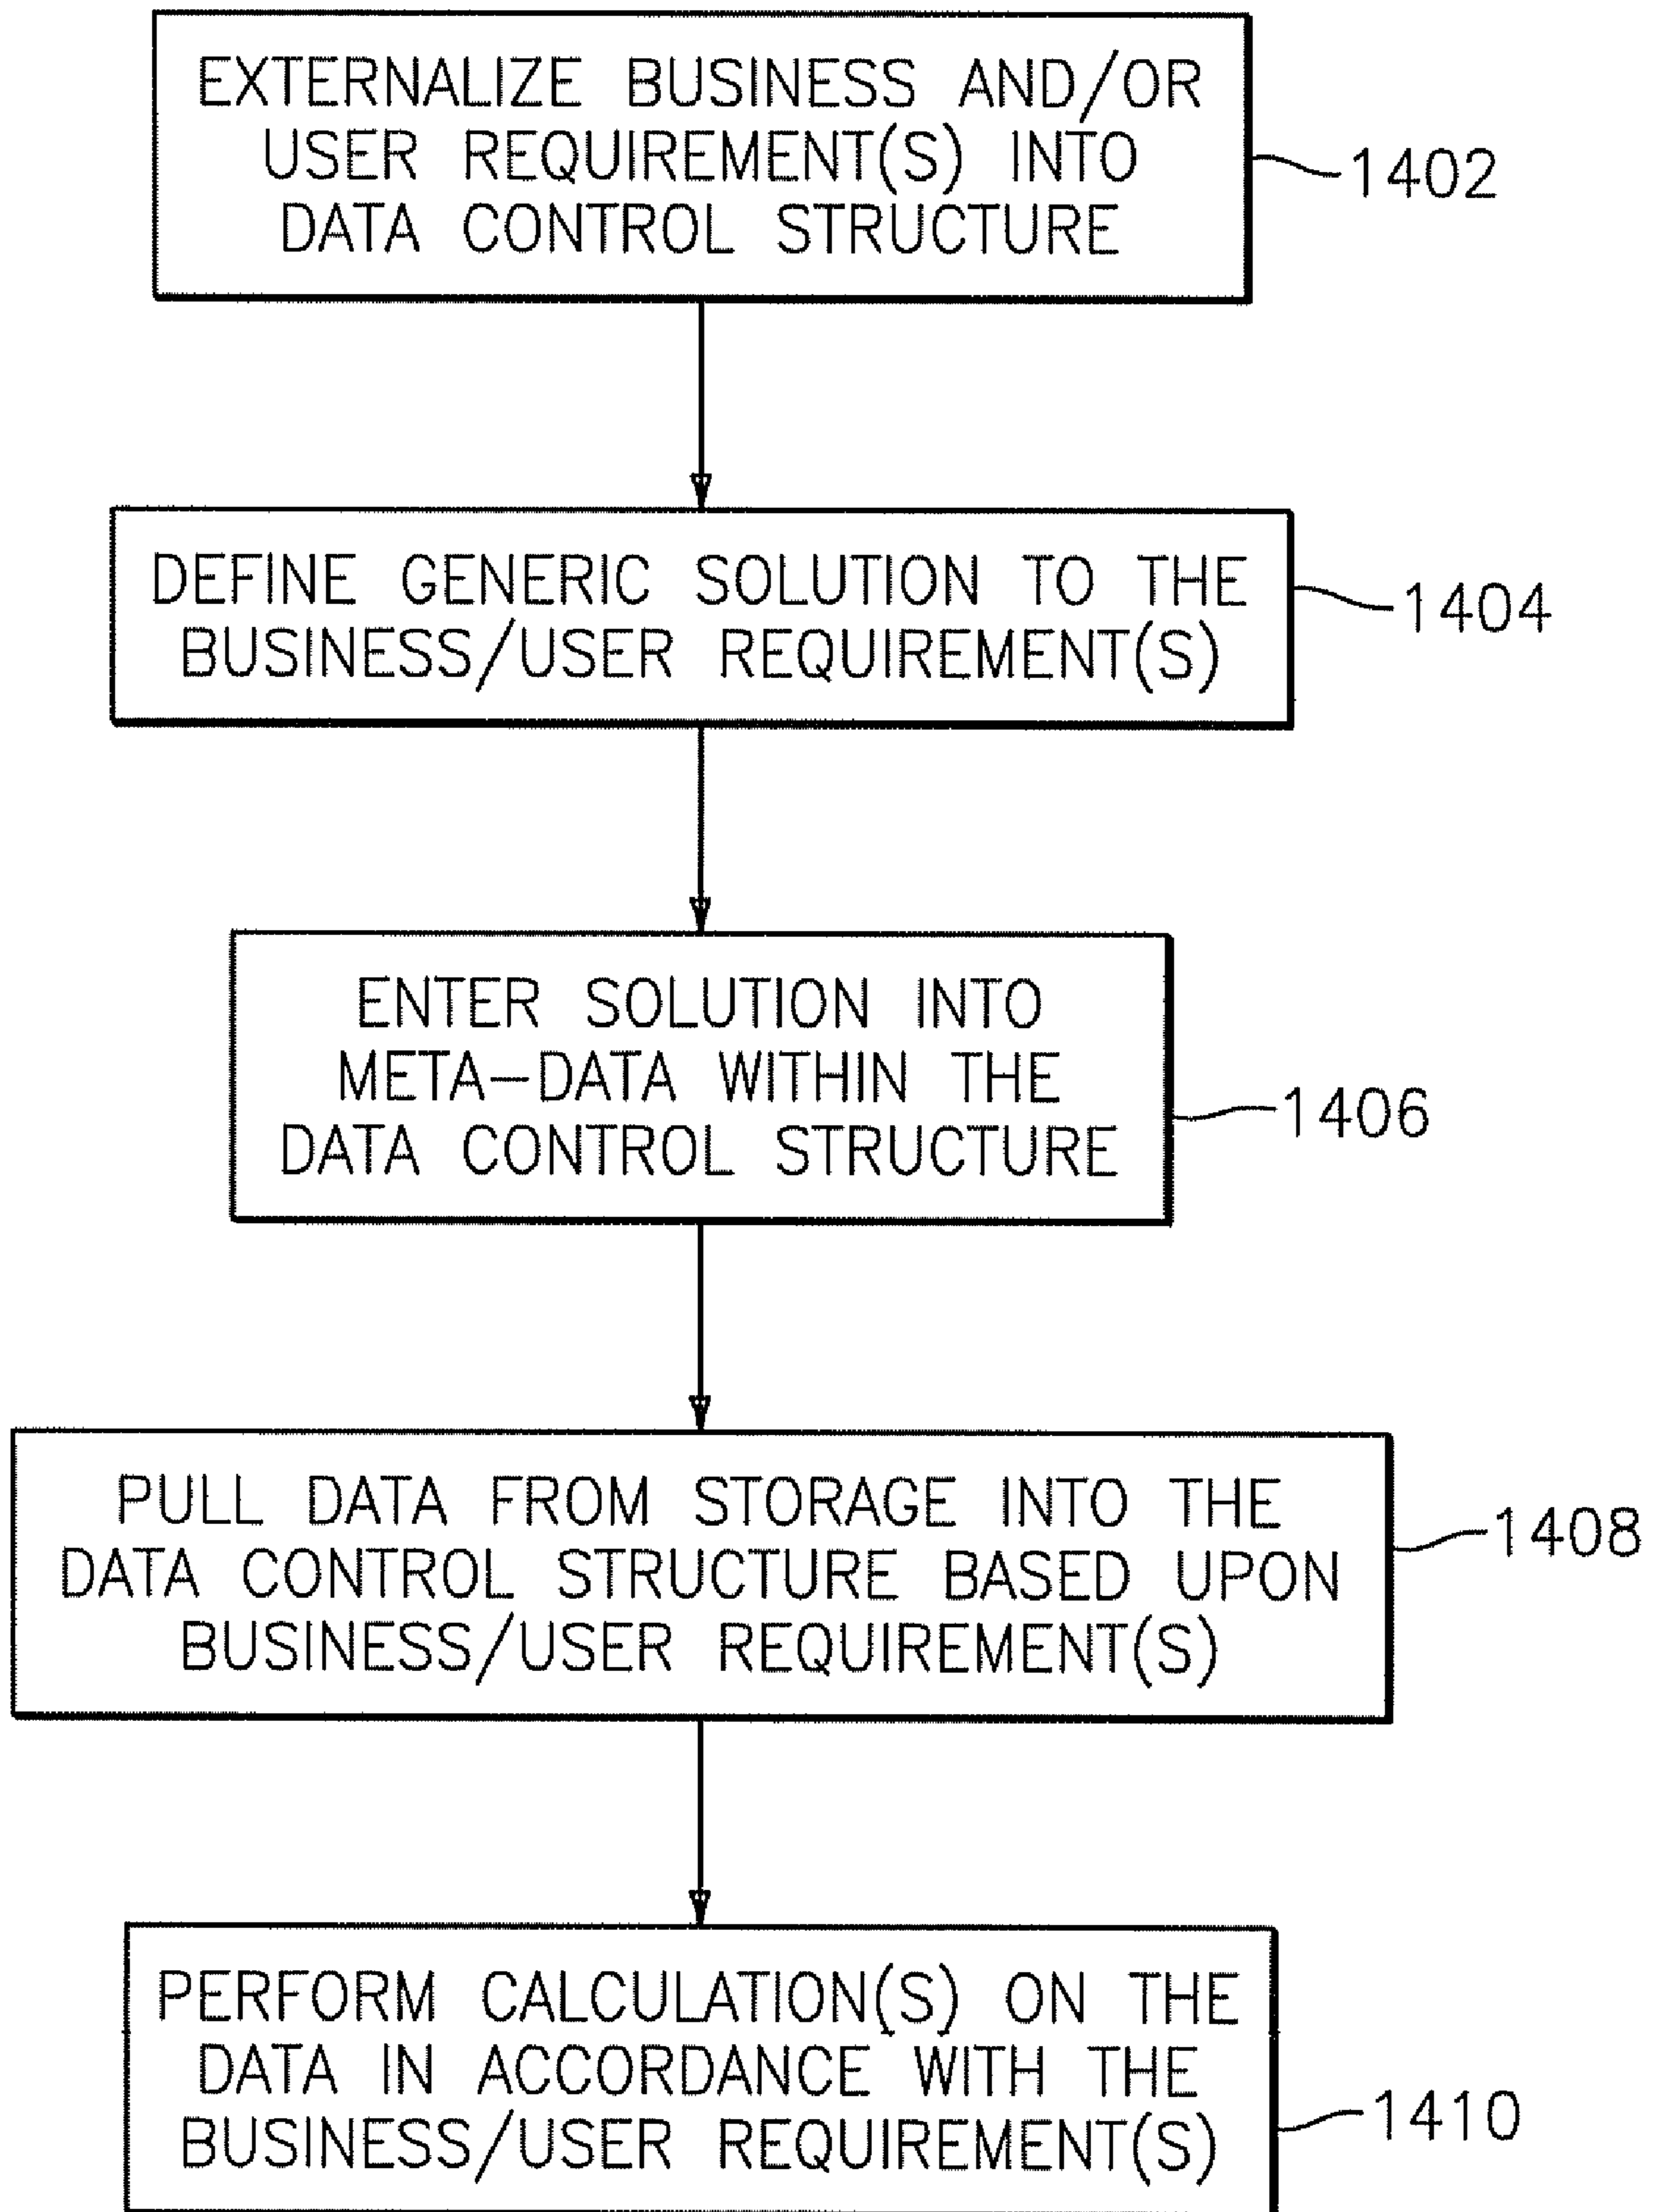 EXTERNALIZE BUSINESS AND/OR
USER REQUIREMENT(S) INTO
DATA CONTROL STRUCTURE
1402
DEFINE GENERIC SOLUTION TO THE
BUSINESS/USER REQUIREMENT(S)
1404
ENTER SOLUTION INTO
META-DATA WITHIN THE
DATA CONTROL STRUCTURE
1406
PULL DATA FROM STORAGE INTO THE
DATA CONTROL STRUCTURE BASED UPON
BUSINESS/USER REQUIREMENT(S)
1408
PERFORM CALCULATION(S) ON THE
DATA IN ACCORDANCE WITH THE
BUSINESS/USER REQUIREMENT(S)
1410